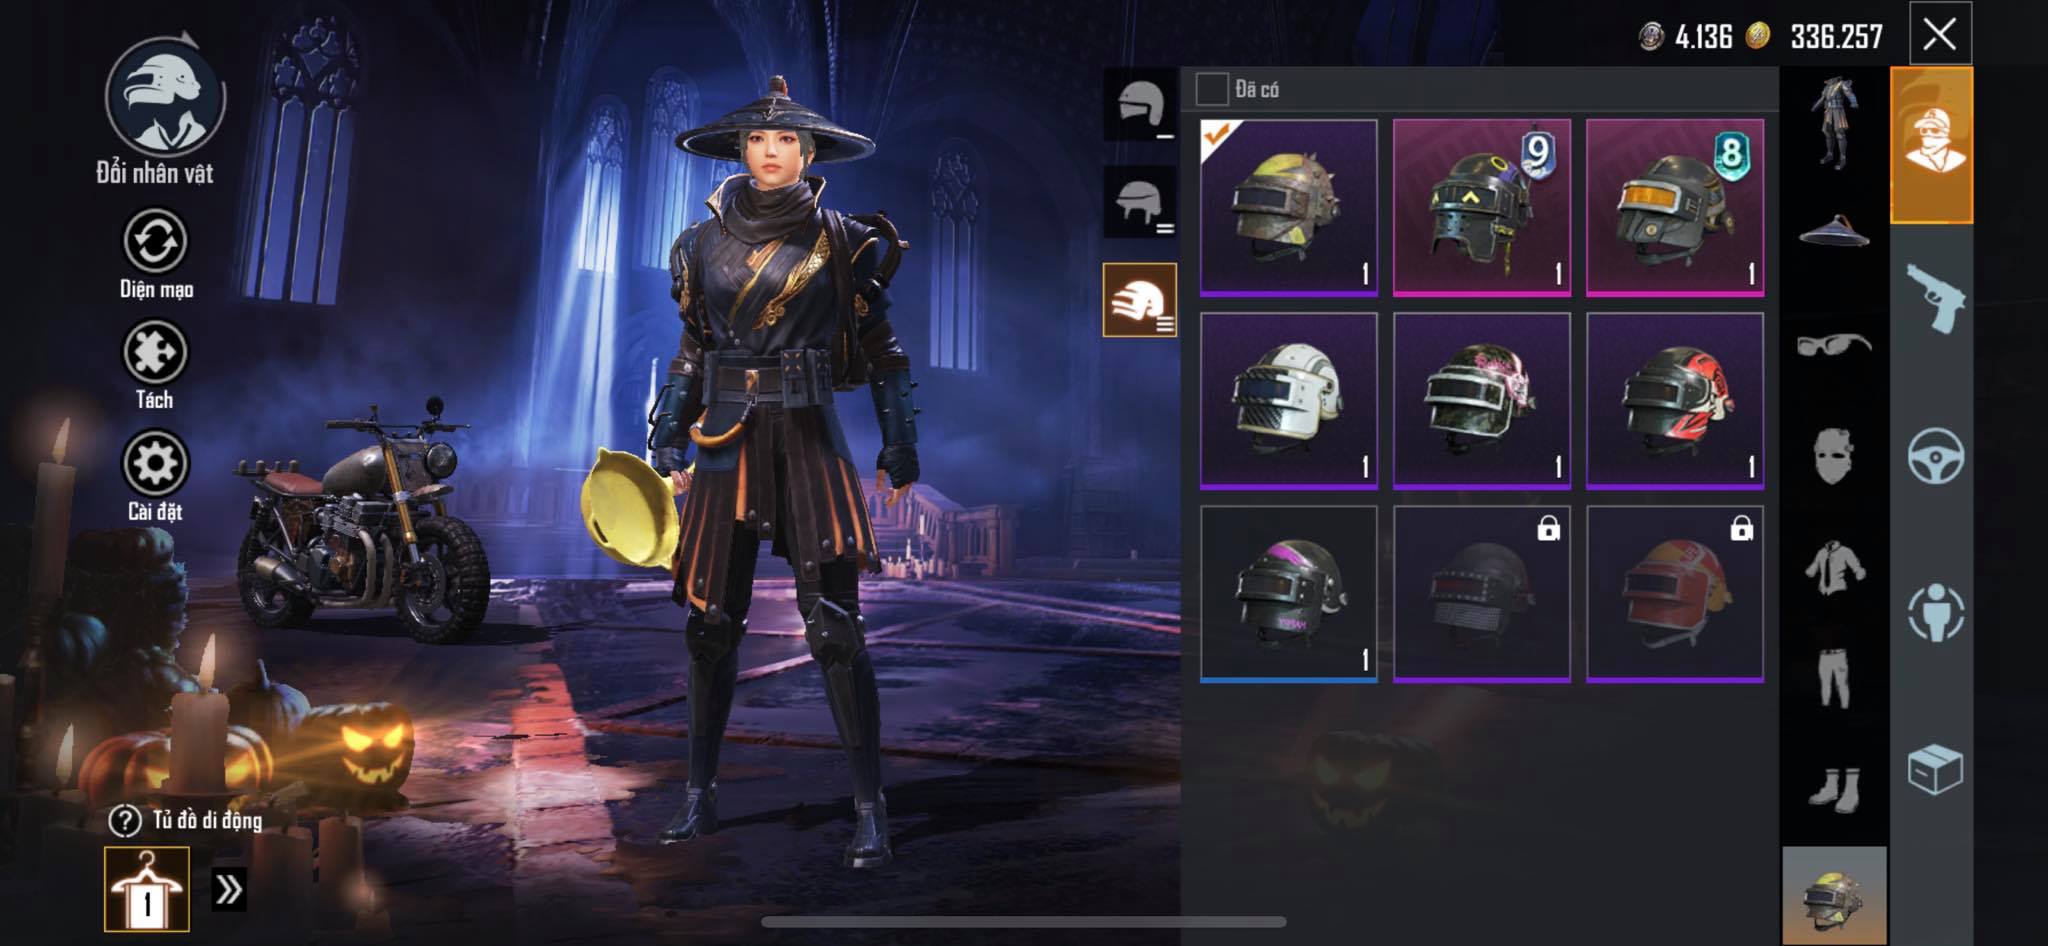 4.136
336.257
Đổi nhân vật
Diện mạo
Tách
Cài đặt
Tủ đồ di động
1
Đã có
1
9
1
8
1
1
1
1
1